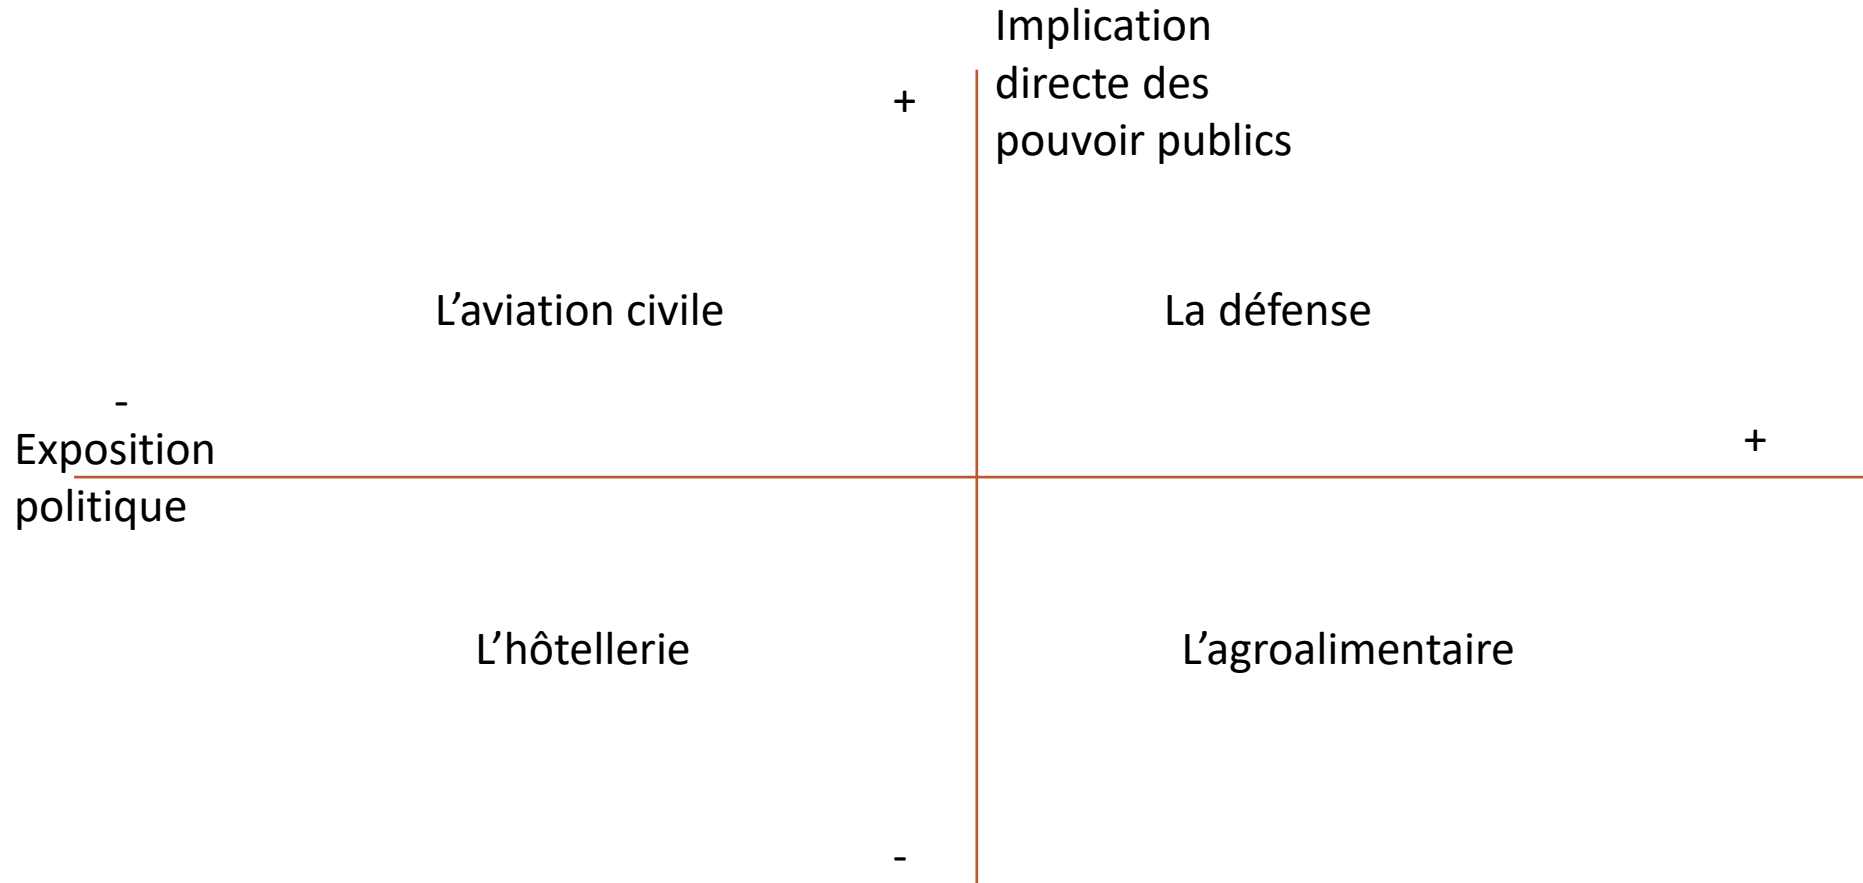 Implication
directe des
pouvoir publics
+
L’aviation civile
La défense
-
Exposition
politique
+
L’hôtellerie
L’agroalimentaire
-